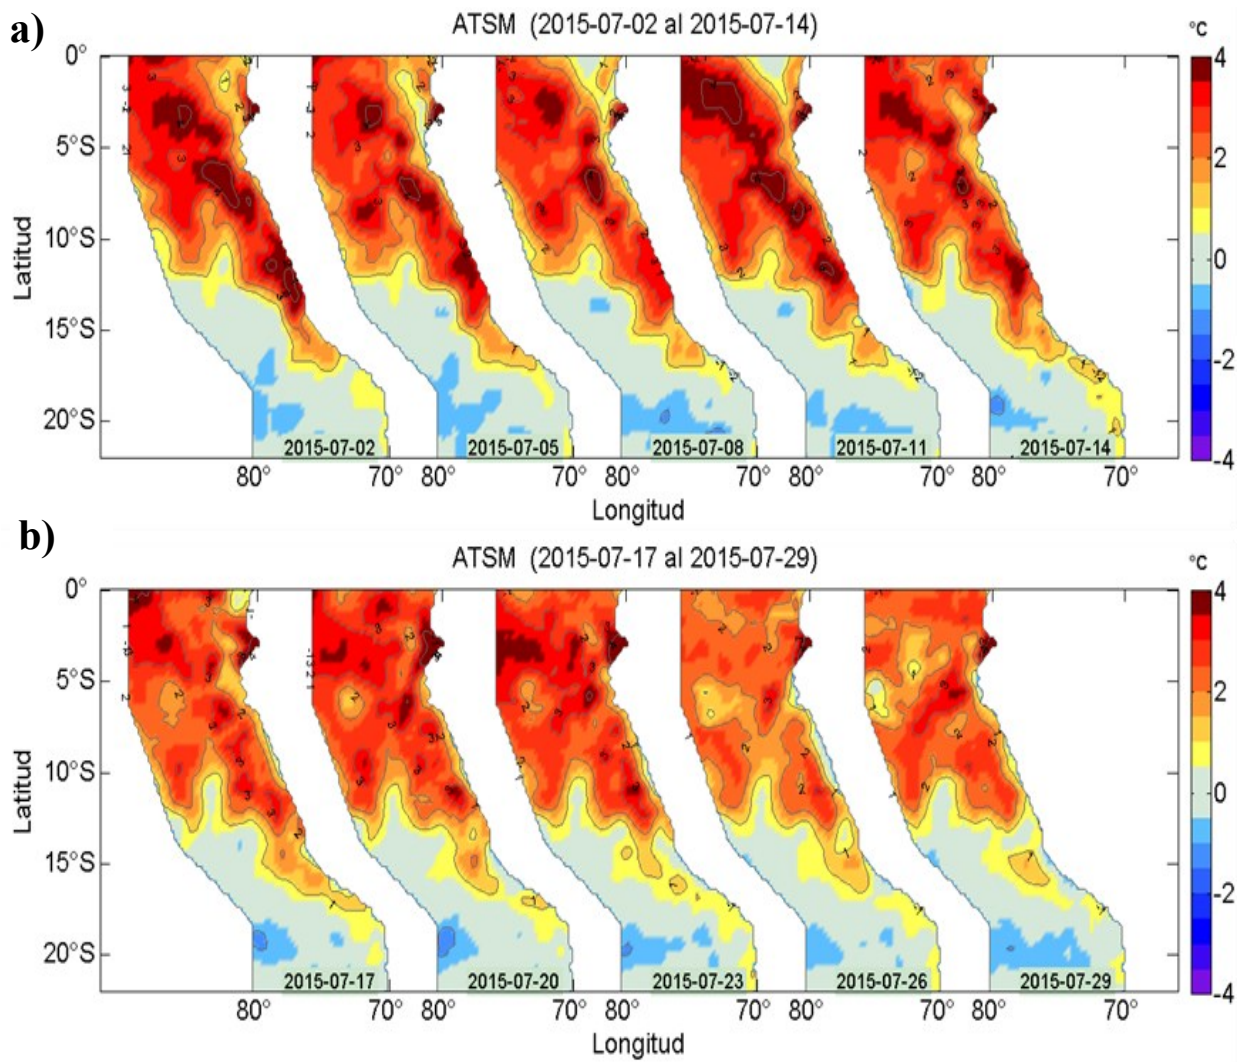 a)
ATSM (2015-07-02 al 2015-07-14)
°C
0°
5°S
10°S
15°S
20°S
Latitud
4
2
0
-2
-4
2015-07-02
2015-07-05
2015-07-08
2015-07-11
2015-07-14
80° 70° 80° 70° 80° 70° 80° 70° 80° 70°
Longitud
b)
ATSM (2015-07-17 al 2015-07-29)
°C
0°
5°S
10°S
15°S
20°S
Latitud
4
2
0
-2
-4
2015-07-17
2015-07-20
2015-07-23
2015-07-26
2015-07-29
80° 70° 80° 70° 80° 70° 80° 70° 80° 70°
Longitud